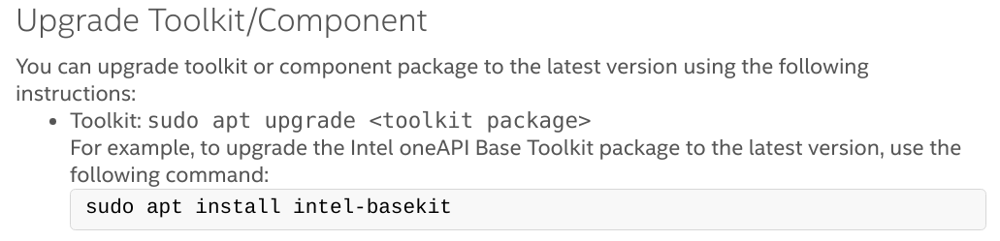 Upgrade Toolkit/Component
You can upgrade toolkit or component package to the latest version using the following
instructions:
• Toolkit: sudo apt upgrade <toolkit package>
For example, to upgrade the Intel oneAPI Base Toolkit package to the latest version, use the
following command:
sudo apt install intel-basekit